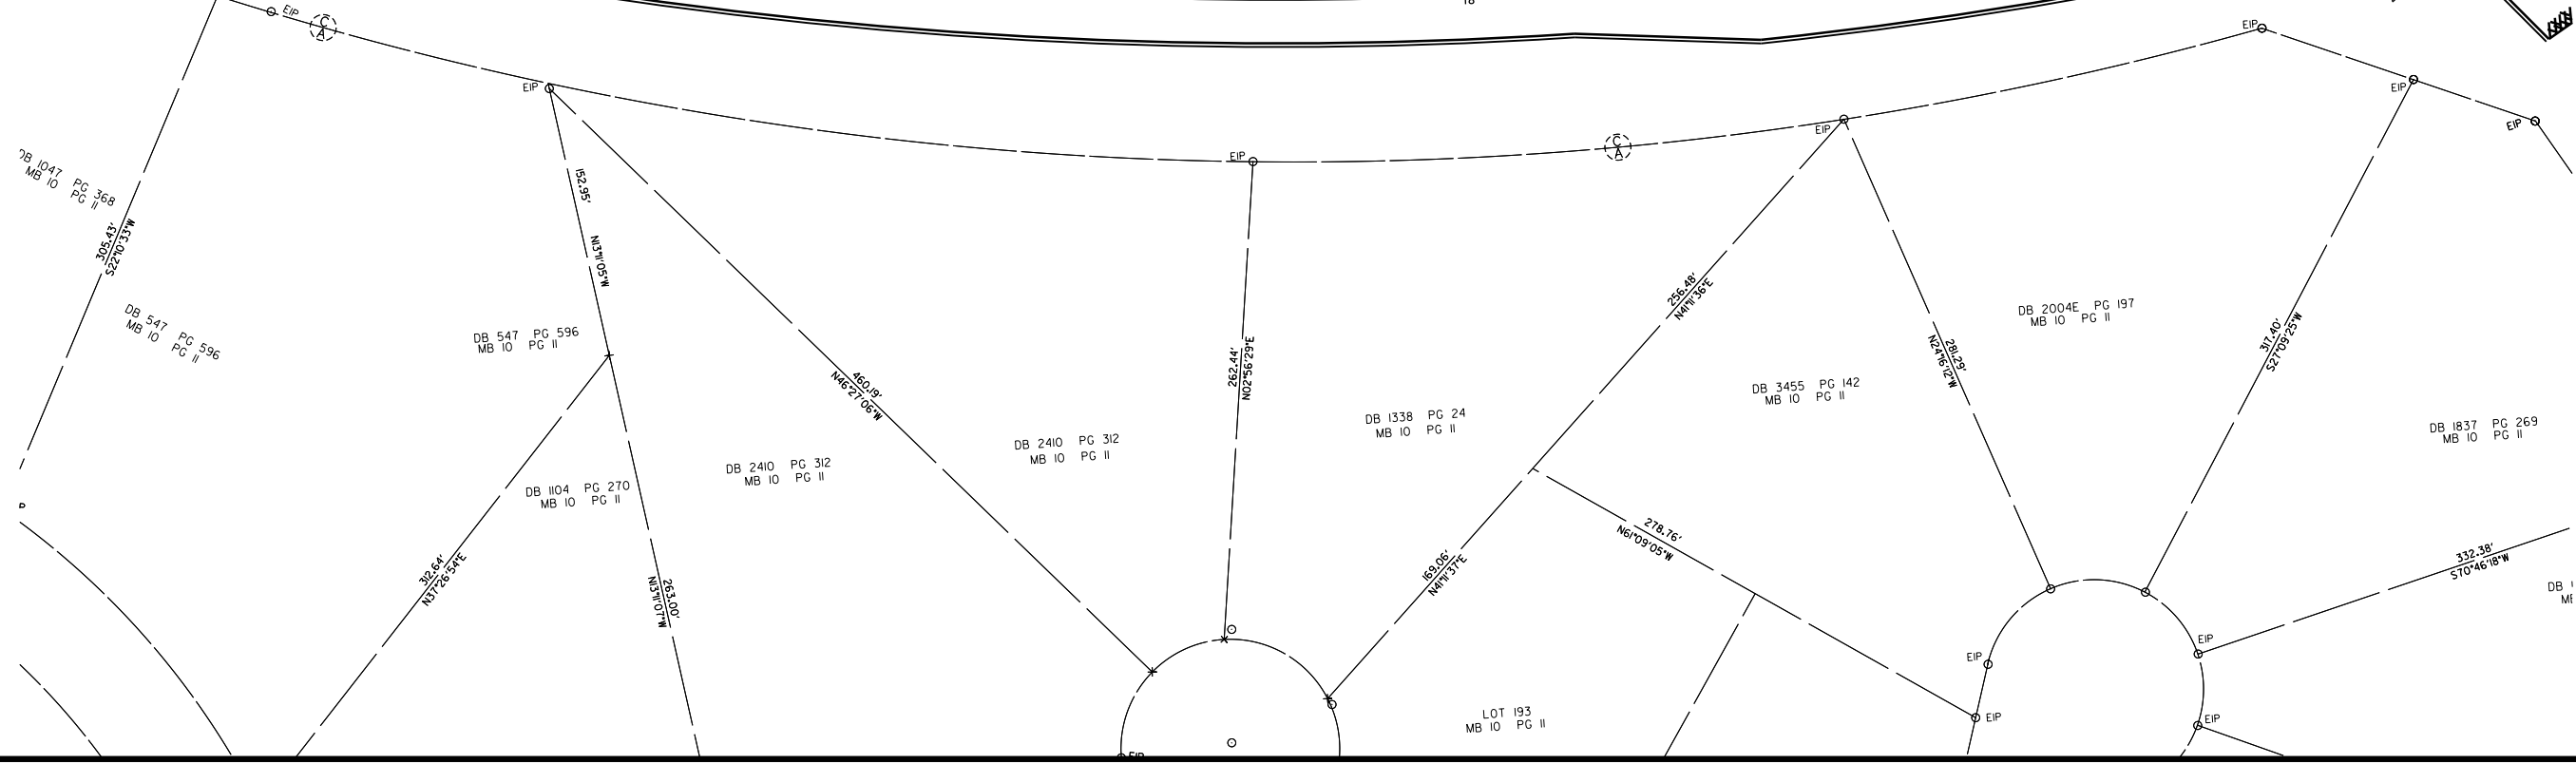 18
EIP
C
A
EIP
EIP
EIP
EIP
EIP
EIP
EIP
C
A
DB 1047 PG 368
MB 10 PG 11
305.43'
S22°10'33"W
DB 547 PG 596
MB 10 PG 11
152.95'
N13°11'05"W
DB 547 PG 596
MB 10 PG 11
460.19'
N46°27'06"W
262.44'
N02°56'29"E
256.48'
N41°11'36"E
DB 2004E PG 197
MB 10 PG 11
281.29'
N24°16'12"W
317.40'
S27°09'25"W
DB 3455 PG 142
MB 10 PG 11
DB 1338 PG 24
MB 10 PG 11
DB 1837 PG 269
MB 10 PG 11
DB 2410 PG 312
MB 10 PG 11
DB 2410 PG 312
MB 10 PG 11
DB 1104 PG 270
MB 10 PG 11
312.64'
N37°26'54"E
263.00'
N13°11'07"W
169.06'
N41°11'37"E
278.76'
N61°09'05"W
332.38'
S70°46'18"W
DB
EIP
EIP
EIP
EIP
LOT 193
MB 10 PG 11
EIP